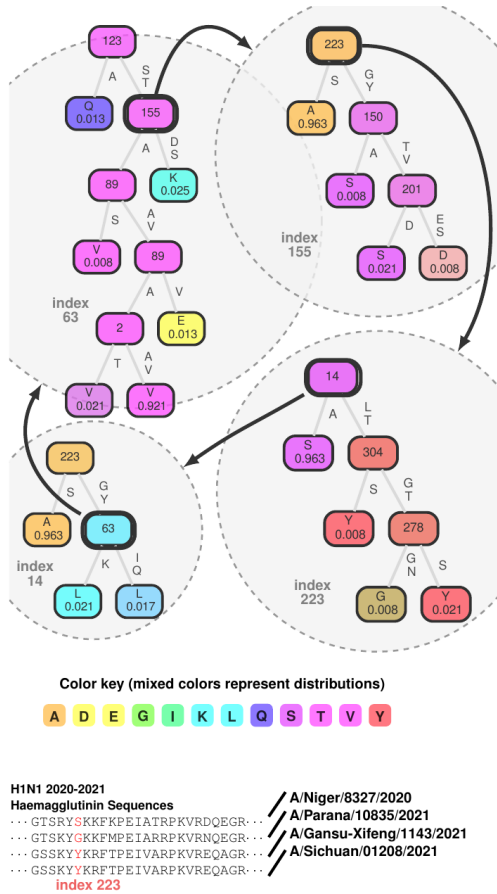 123
A
S
T
Q
0.013
155
A
D
S
89
K
0.025
S
A
V
V
0.008
89
A
V
2
E
0.013
T
A
V
V
0.021
V
0.921
index
63
223
S
G
Y
A
0.963
150
A
T
V
S
0.008
201
D
E
S
S
0.021
D
0.008
index
155
14
A
L
T
S
0.963
304
S
G
T
Y
0.008
278
G
N
S
G
0.008
Y
0.021
index
223
223
S
G
Y
A
0.963
63
K
I
Q
L
0.021
L
0.017
index
14
Color key (mixed colors represent distributions)
A D E G I K L Q S T V Y
H1N1 2020-2021
Haemagglutinin Sequences
···GTSRYSKKFKPEIATRPKVRDQEGR··· A/Niger/8327/2020
···GTSRYGKKFMPEIAARPKVRNQEGR··· A/Parana/10835/2021
···GSSKYYKRFTPEIVARPKVREQAGR··· A/Gansu-Xifeng/1143/2021
···GSSRYYKRFTPEIAARPKVREQAGR··· A/Sichuan/01208/2021
index 223